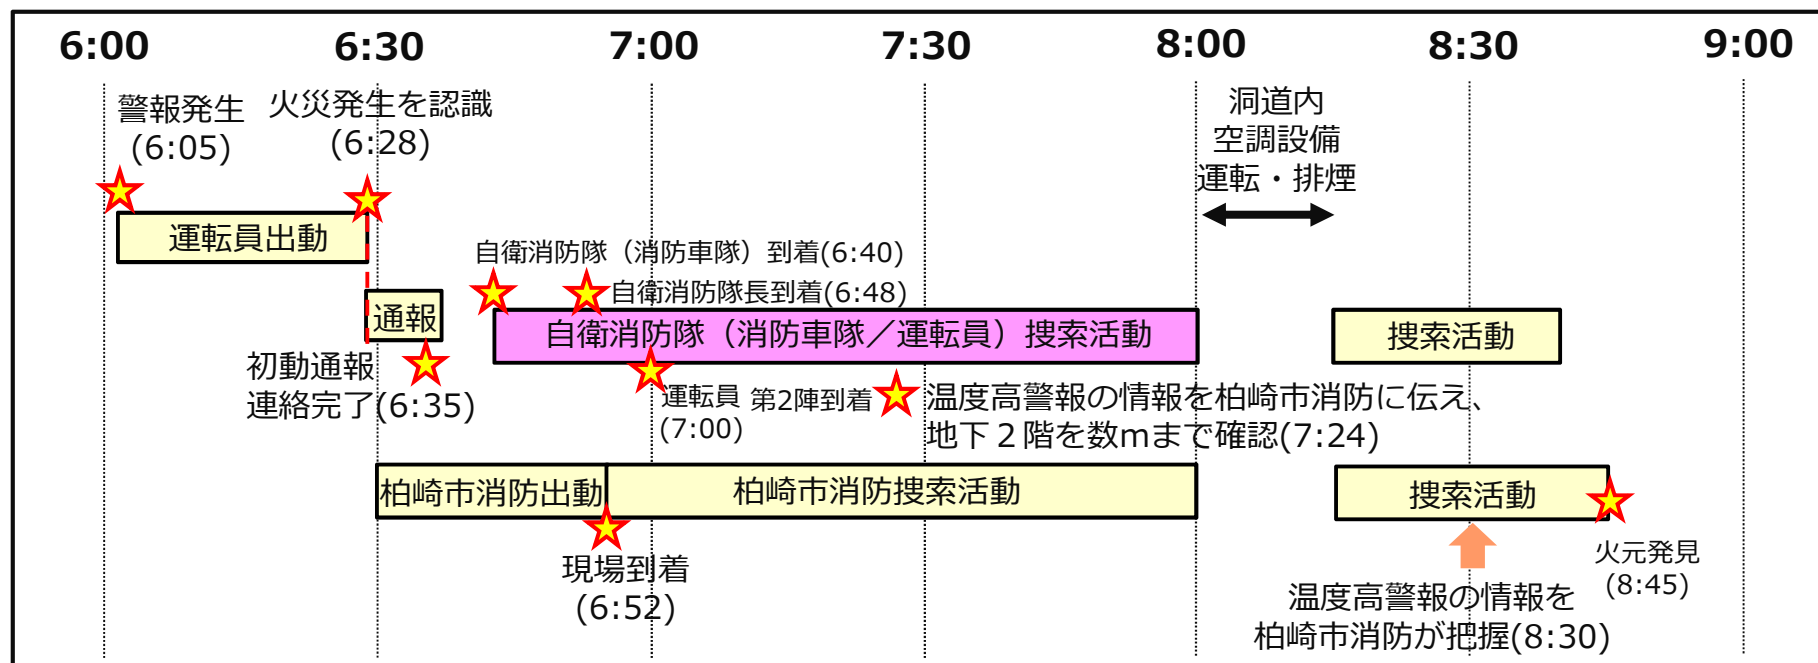 6:00 6:30 7:00 7:30 8:00 8:30 9:00
警報発生
(6:05)
火災発生を認識
(6:28)
洞道内
空調設備
運転・排煙
運転員出動
自衛消防隊（消防車隊）到着(6:40)
自衛消防隊長到着(6:48)
通報
自衛消防隊（消防車隊／運転員）捜索活動
捜索活動
初動通報
連絡完了(6:35)
運転員
(7:00)
第2陣到着
温度高警報の情報を柏崎市消防に伝え、
地下２階を数mまで確認(7:24)
柏崎市消防出動
柏崎市消防捜索活動
捜索活動
現場到着
(6:52)
火元発見
(8:45)
温度高警報の情報を
柏崎市消防が把握(8:30)